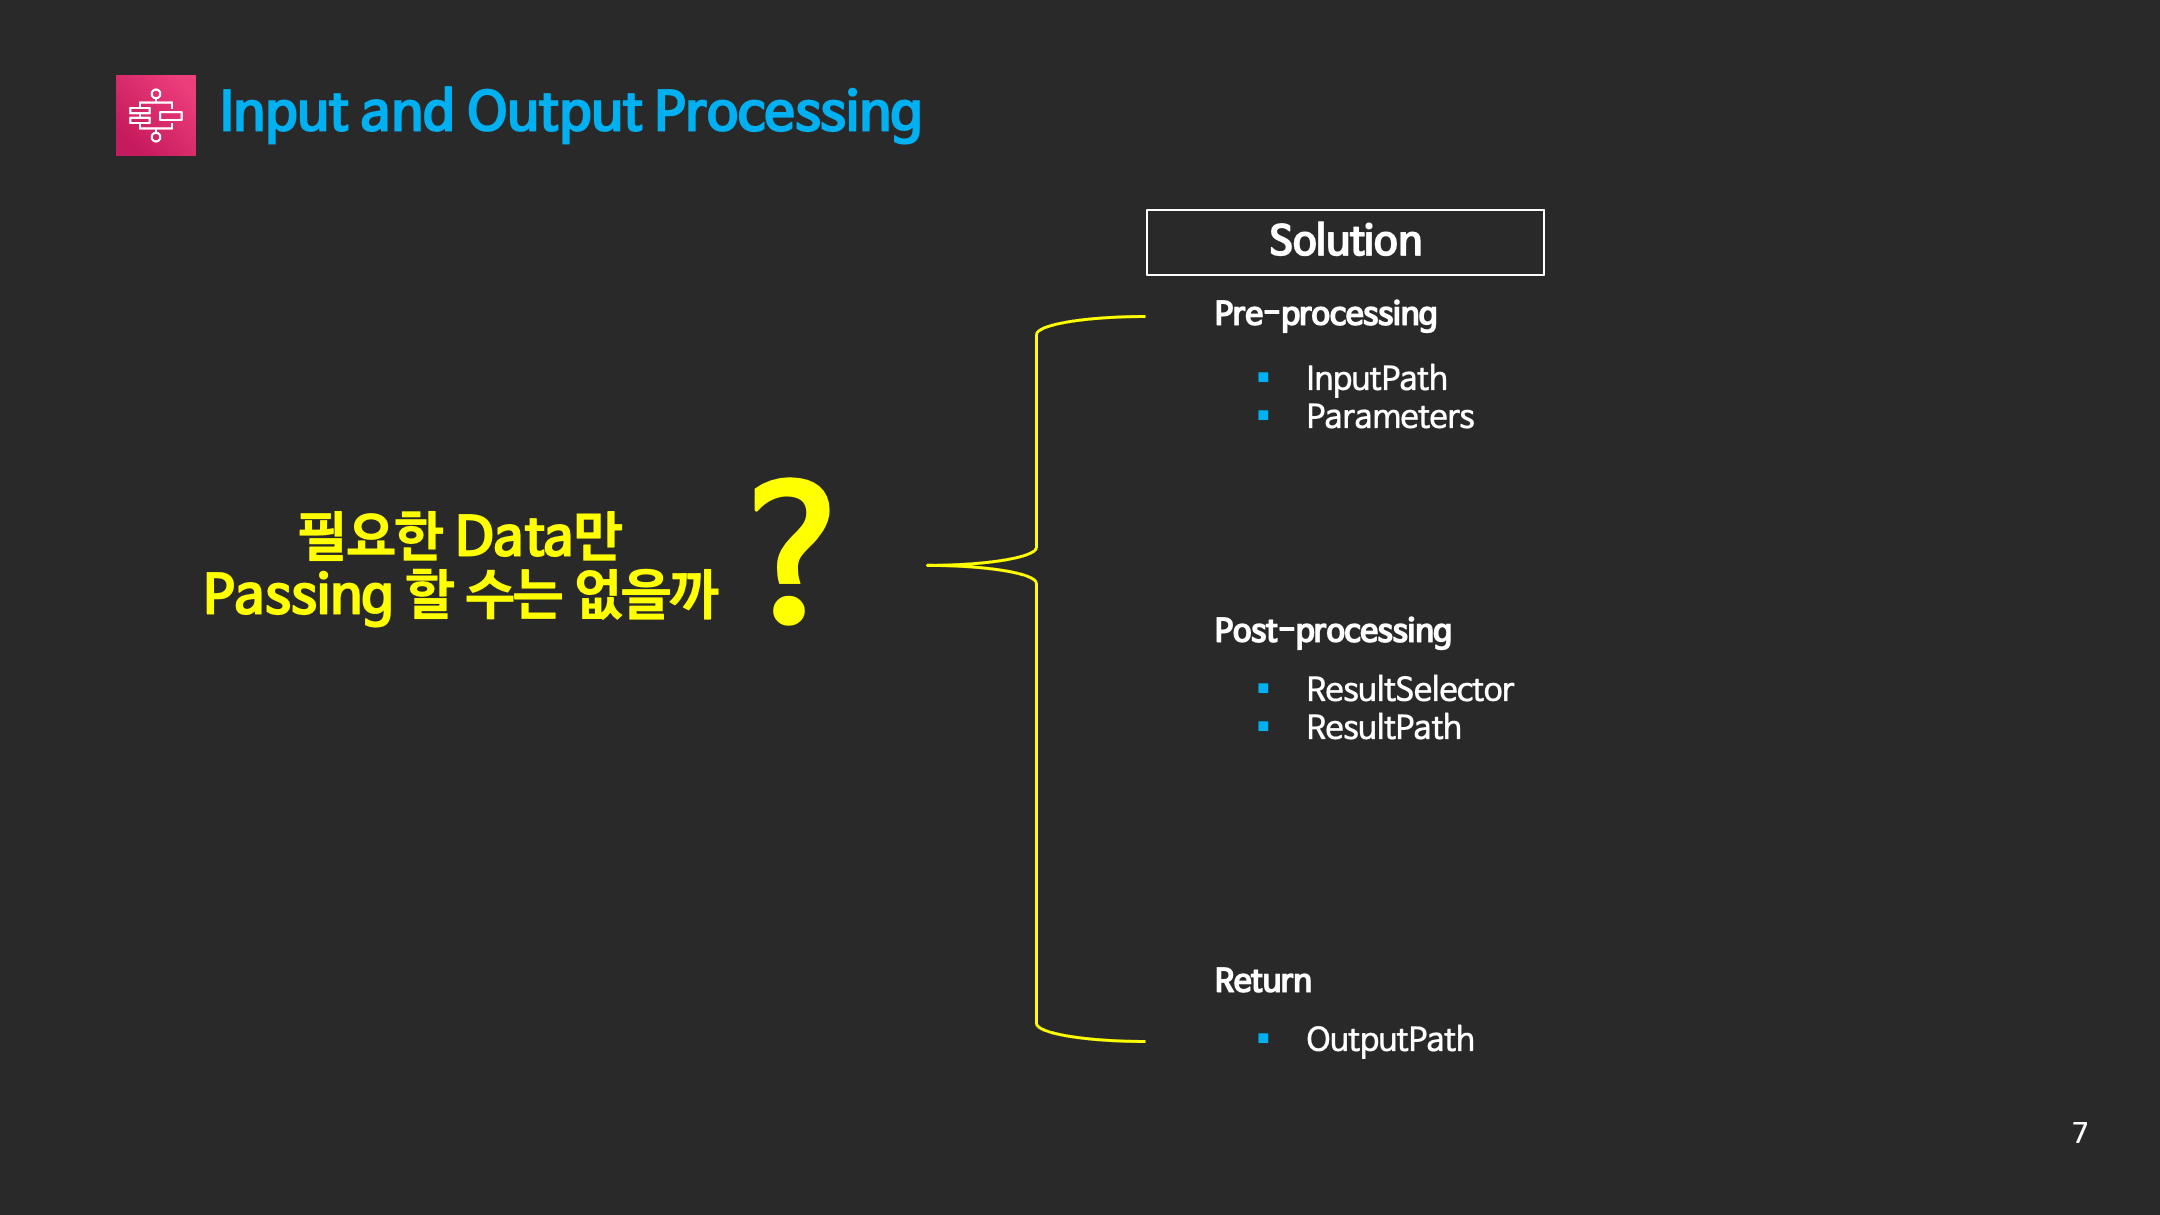 Input and Output Processing
Solution
Pre-processing
▪ InputPath
▪ Parameters
필요한 Data만
Passing 할 수는 없을까
?
Post-processing
▪ ResultSelector
▪ ResultPath
Return
▪ OutputPath
7